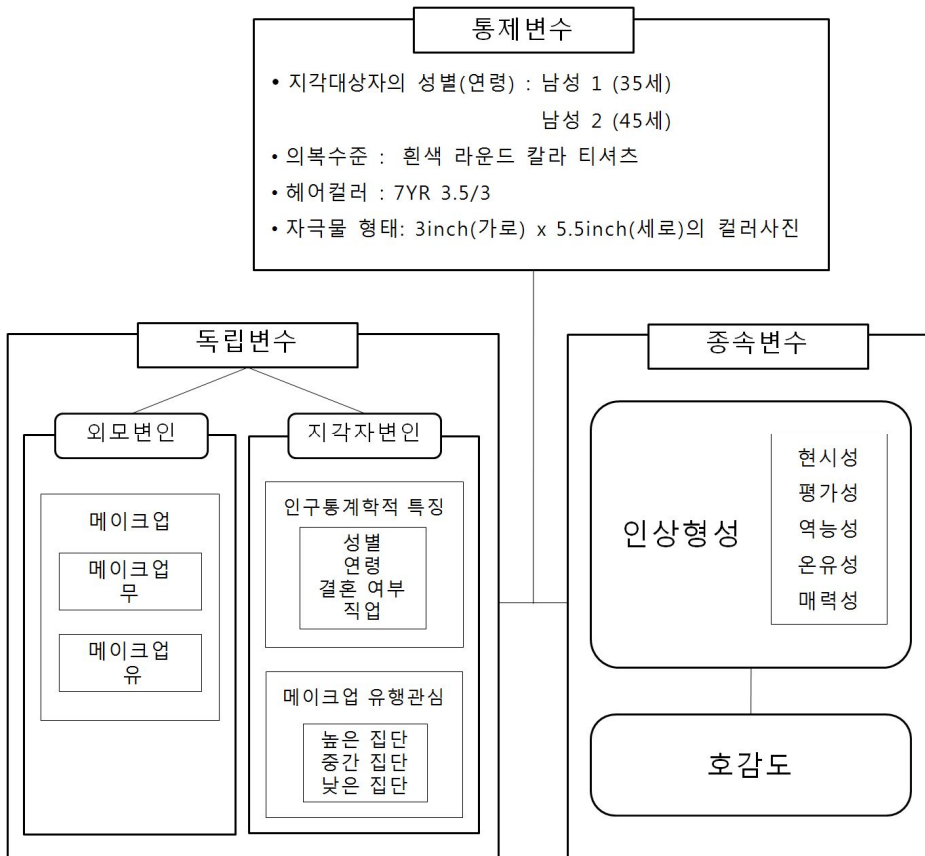 통제변수
• 지각대상자의 성별(연령) : 남성 1 (35세)
남성 2 (45세)
• 의복수준 : 흰색 라운드 칼라 티셔츠
• 헤어컬러 : 7YR 3.5/3
• 자극물 형태: 3inch(가로) x 5.5inch(세로)의 컬러사진
독립변수
외모변인
메이크업
메이크업
무
메이크업
유
지각자변인
인구통계학적 특징
성별
연령
결혼 여부
직업
메이크업 유행관심
높은 집단
중간 집단
낮은 집단
종속변수
인상형성
현시성
평가성
역능성
온유성
매력성
호감도